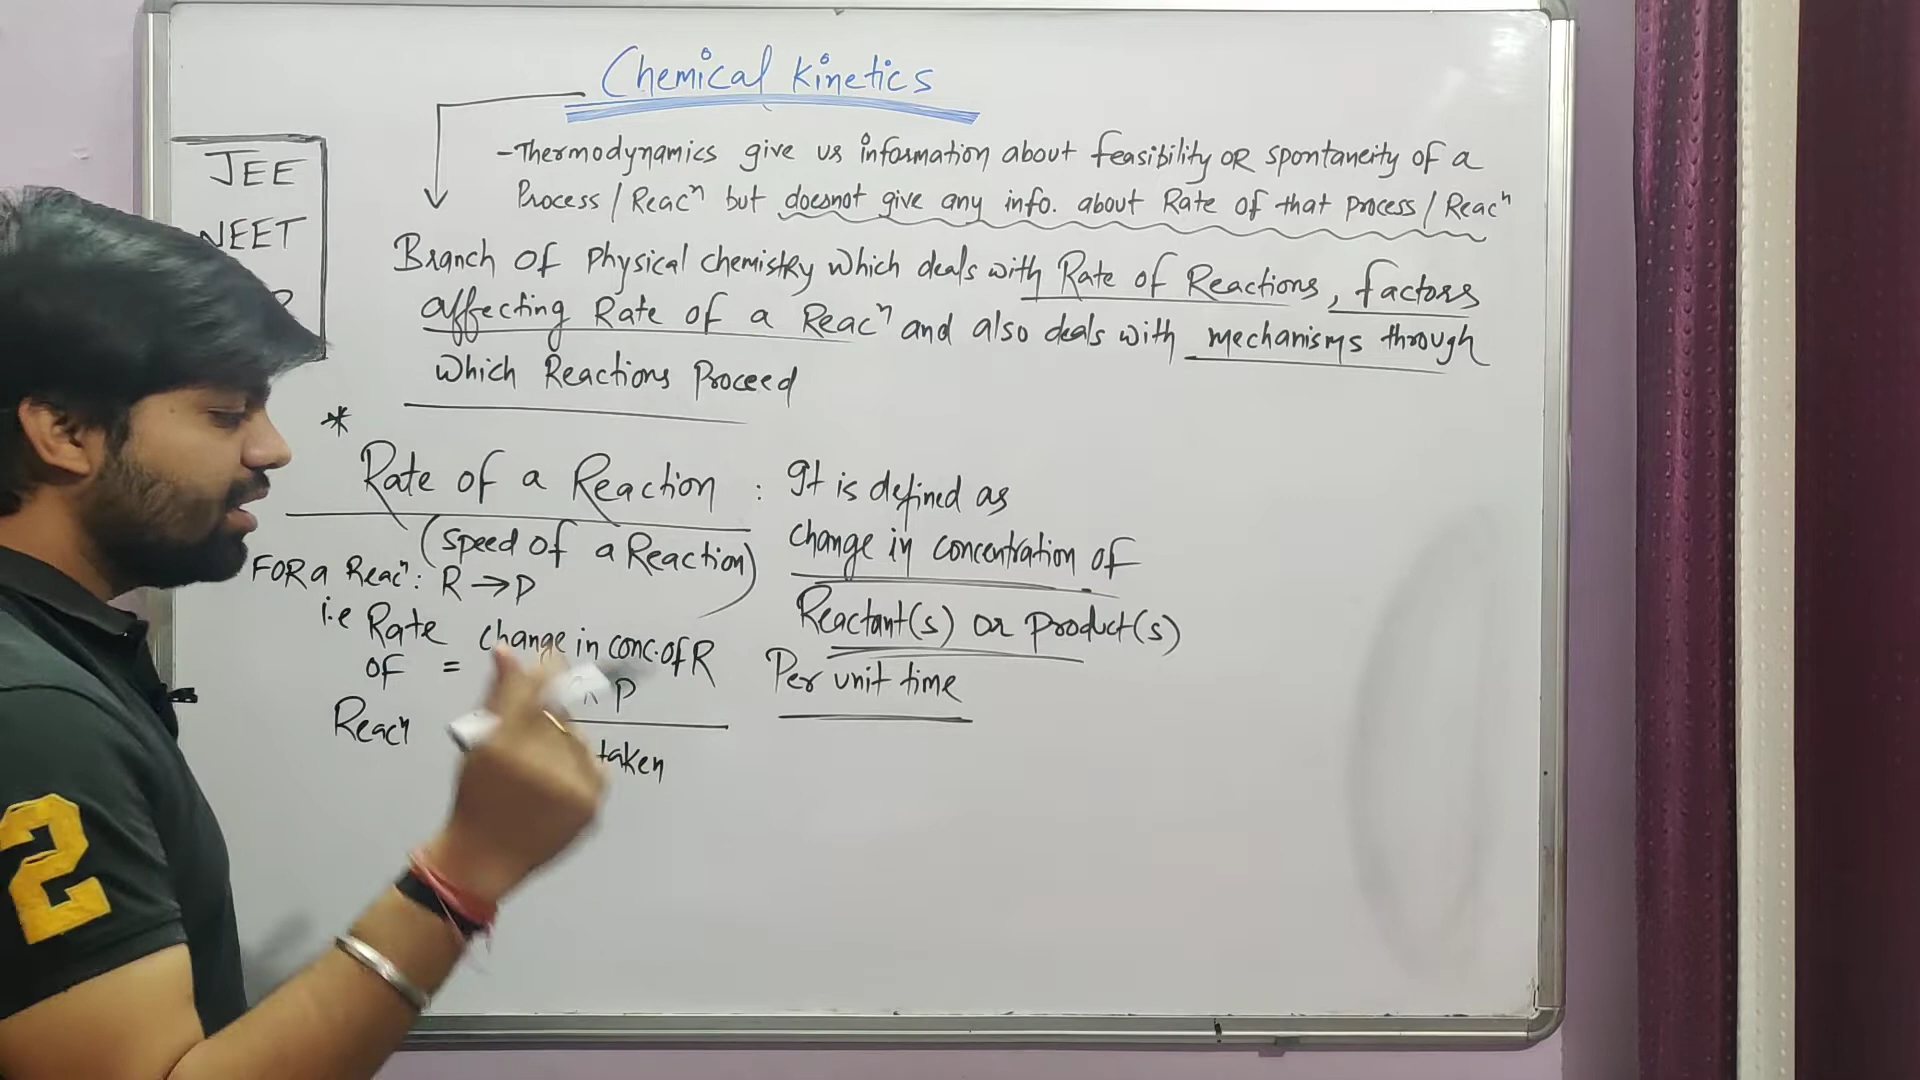 Chemical Kinetics
JEE
NEET
-Thermodynamics give us information about feasibility OR spontaneity of a
Process / Reacⁿ but doesnot give any info. about Rate of that process / Reacⁿ
Branch of Physical chemistry which deals with Rate of Reactions, factors
affecting Rate of a Reacⁿ and also deals with mechanisms through
which Reactions Proceed
*
Rate of a Reaction : It is defined as
(speed of a Reaction)
change in concentration of
Reactant(s) or product(s)
Per unit time
FOR a Reacⁿ: R → P
i.e Rate of Reacn = change in conc. of R
P
taken
2